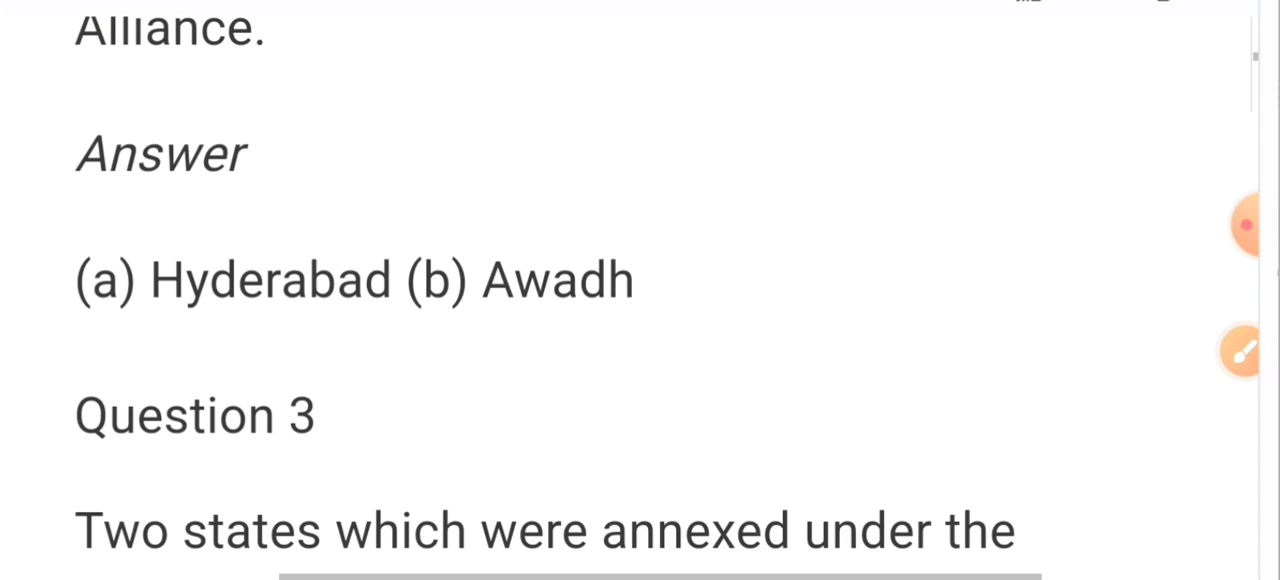 Alliance.
Answer
(a) Hyderabad (b) Awadh
Question 3
Two states which were annexed under the